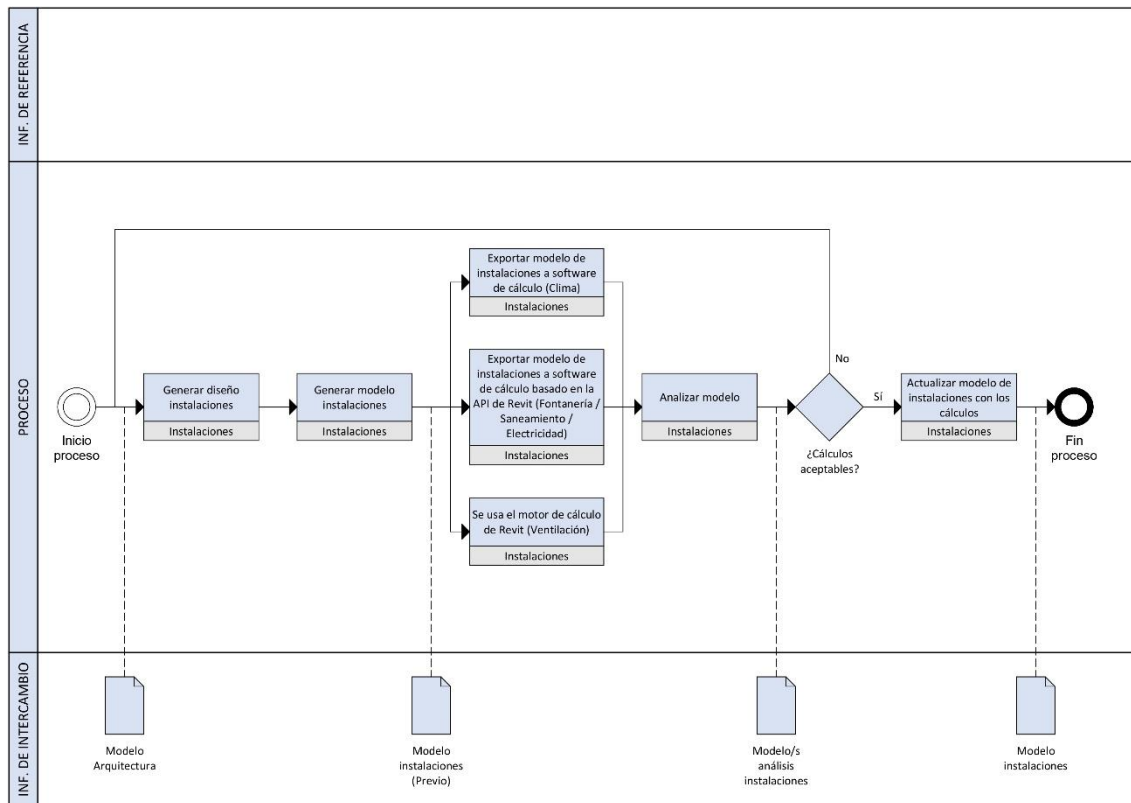 INF. DE REFERENCIA
PROCESO
Inicio
proceso
Generar diseño
instalaciones
Instalaciones
Generar modelo
instalaciones
Instalaciones
Exportar modelo de
instalaciones a software
de cálculo (Clima)
Instalaciones
Exportar modelo de
instalaciones a software
de cálculo basado en la
API de Revit (Fontanería /
Saneamiento /
Electricidad)
Instalaciones
Se usa el motor de cálculo
de Revit (Ventilación)
Instalaciones
Analizar modelo
Instalaciones
No
Sí
¿Cálculos
aceptables?
Actualizar modelo de
instalaciones con los
cálculos
Instalaciones
Fin
proceso
INF. DE INTERCAMBIO
Modelo
Arquitectura
Modelo
instalaciones
(Previo)
Modelo/s
análisis
instalaciones
Modelo
instalaciones